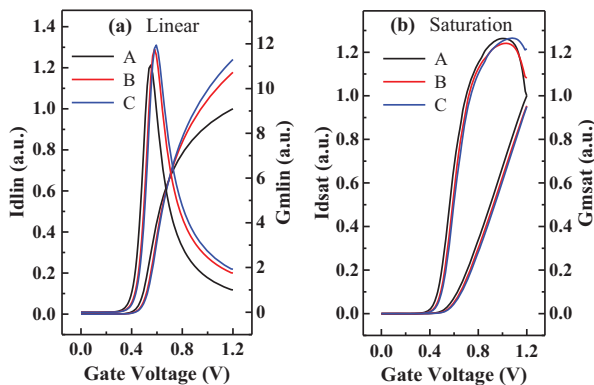 (a) Linear
A
B
C
Idlin (a.u.)
1.4
1.2
1.0
0.8
0.6
0.4
0.2
0.0
12
10
8
6
4
2
0
Gmlin (a.u.)
0.0 0.4 0.8 1.2
Gate Voltage (V)
(b) Saturation
A
B
C
Idsat (a.u.)
1.2
1.0
0.8
0.6
0.4
0.2
0.0
1.2
1.0
0.8
0.6
0.4
0.2
0.0
Gmsat (a.u.)
0.0 0.4 0.8 1.2
Gate Voltage (V)